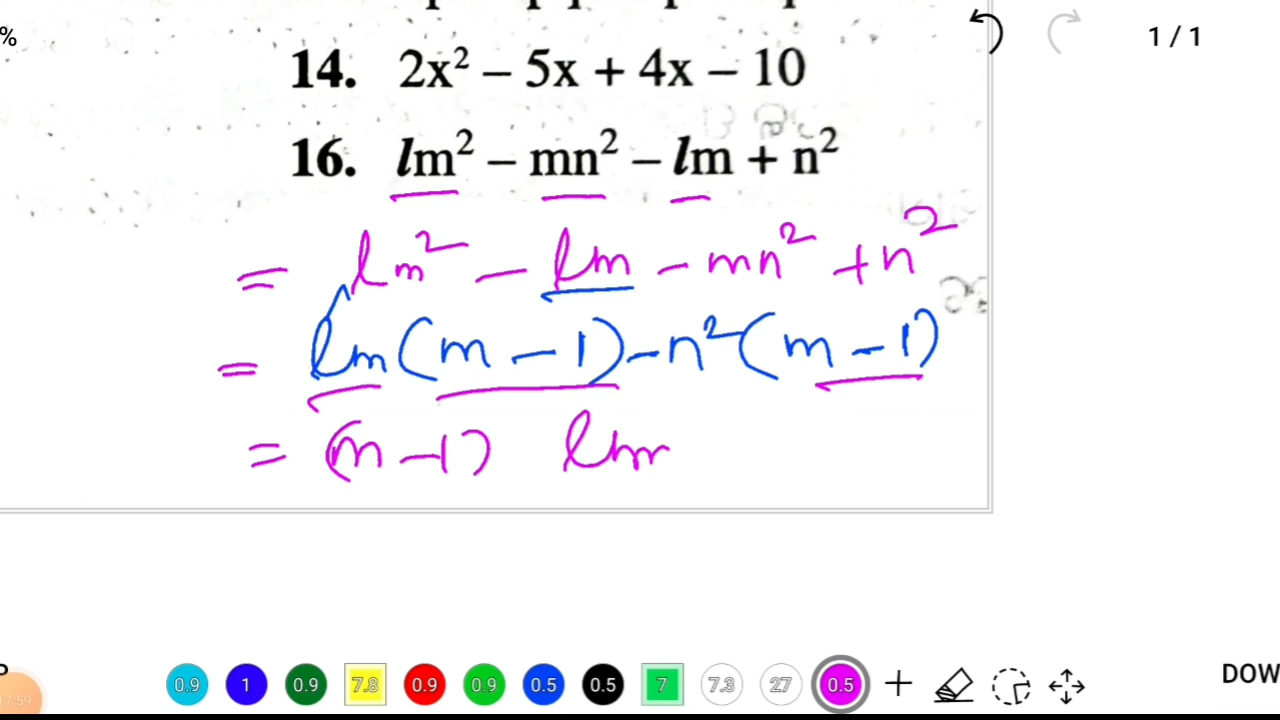 %
1 / 1
14. 2x² – 5x + 4x – 10
16. lm² – mn² – lm + n²
= lm² – lm – mn² + n²
= lm (m – 1) – n² (m – 1)
= (m – 1) lm
0.9 1 0.9 7.8 0.9 0.9 0.5 0.5 7 7.3 27 0.5 +
DOW
17:59